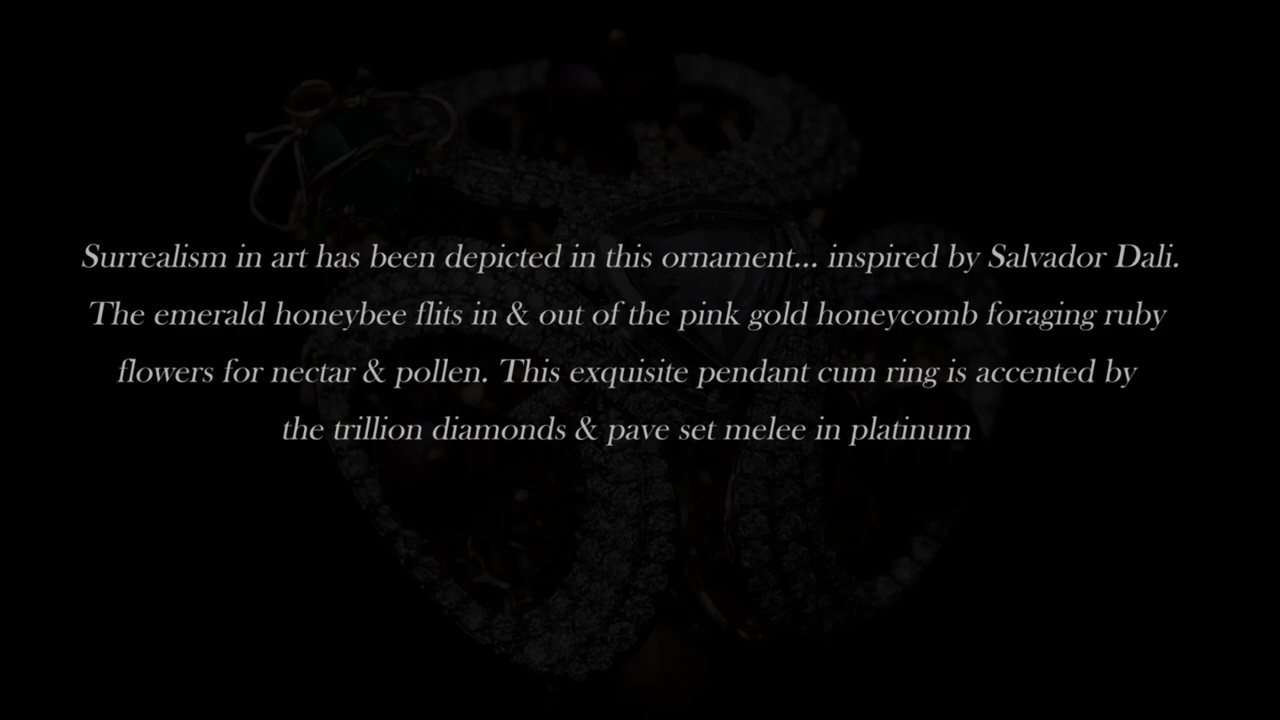 Surrealism in art has been depicted in this ornament... inspired by Salvador Dali.
The emerald honeybee flits in & out of the pink gold honeycomb foraging ruby
flowers for nectar & pollen. This exquisite pendant cum ring is accented by
the trillion diamonds & pave set melee in platinum